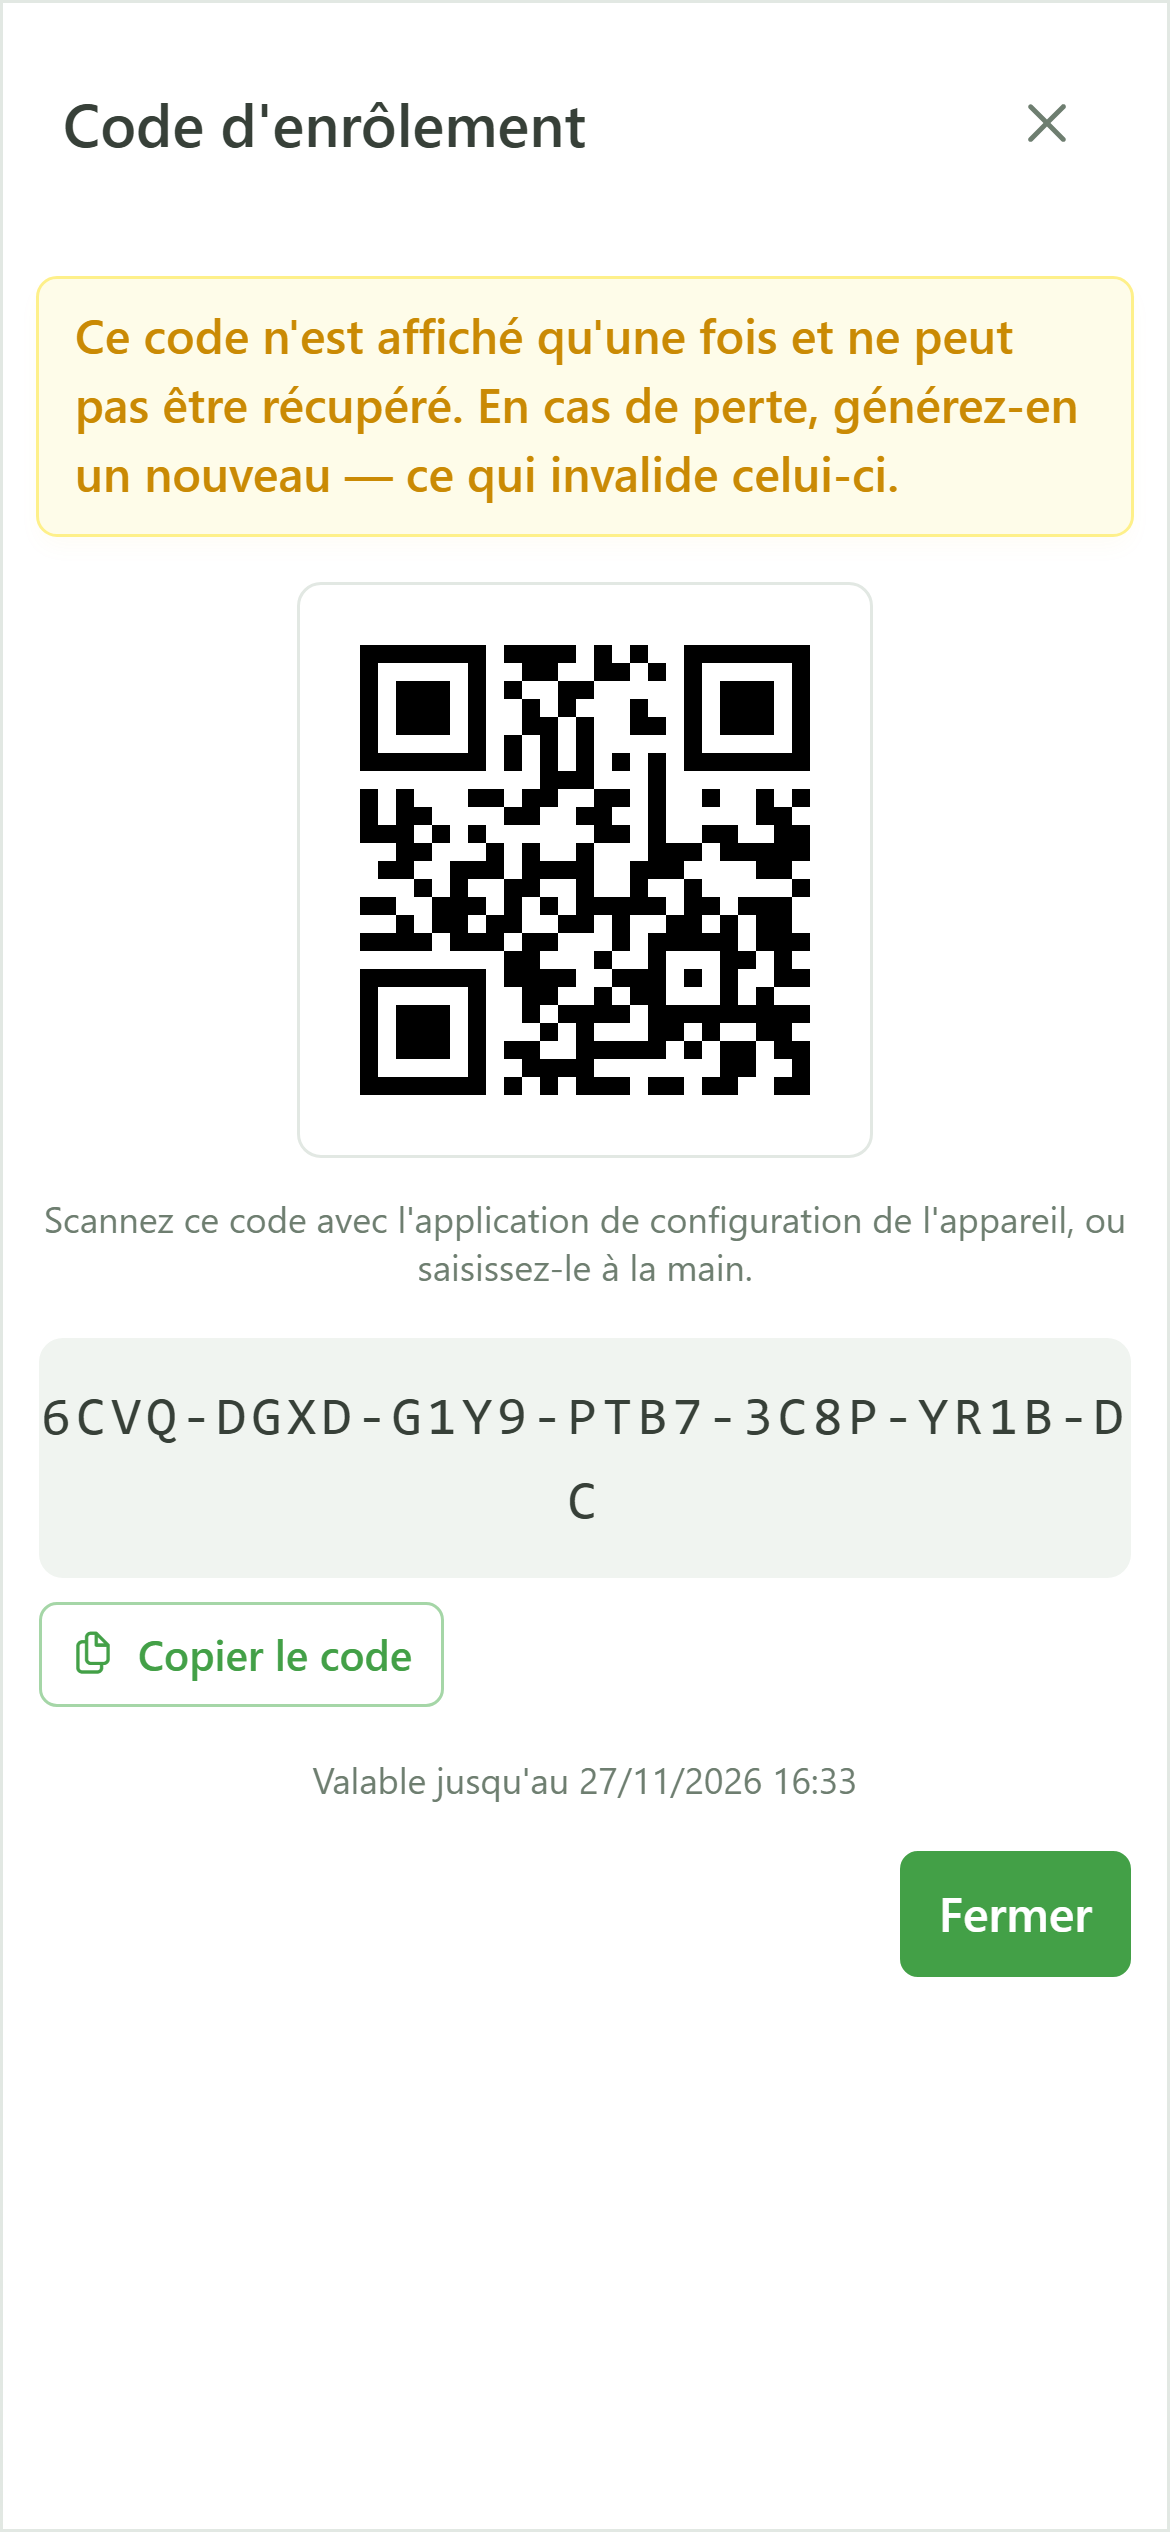 Code d'enrôlement
Ce code n'est affiché qu'une fois et ne peut
pas être récupéré. En cas de perte, générez-en
un nouveau — ce qui invalide celui-ci.
Scannez ce code avec l'application de configuration de l'appareil, ou
saisissez-le à la main.
6CVQ-DGXD-G1Y9-PTB7-3C8P-YR1B-D
C
Copier le code
Valable jusqu'au 27/11/2026 16:33
Fermer